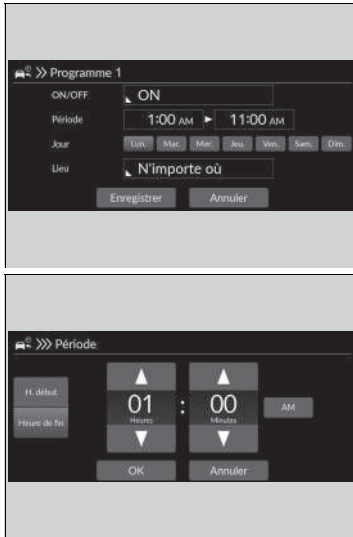 Programme 1
ON/OFF ON
Période 1:00 AM ► 11:00 AM
Jour Lun. Mar. Mer. Jeu. Ven. Sam. Dim.
Lieu N'importe où
Enregistrer Annuler
Période
H. début
01 : 00 AM
Heures Minutes
Heure de fin
OK Annuler